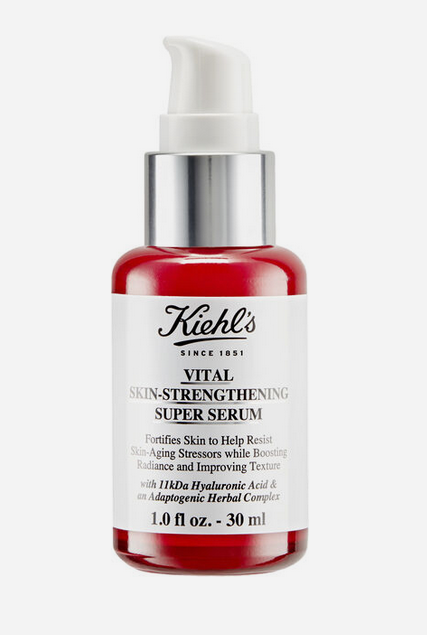 Kiehl's
SINCE 1851
VITAL
SKIN-STRENGTHENING
SUPER SERUM
Fortifies Skin to Help Resist
Skin-Aging Stressors while Boosting
Radiance and Improving Texture
with 11kDa Hyaluronic Acid &
an Adaptogenic Herbal Complex
1.0 fl oz. - 30 ml